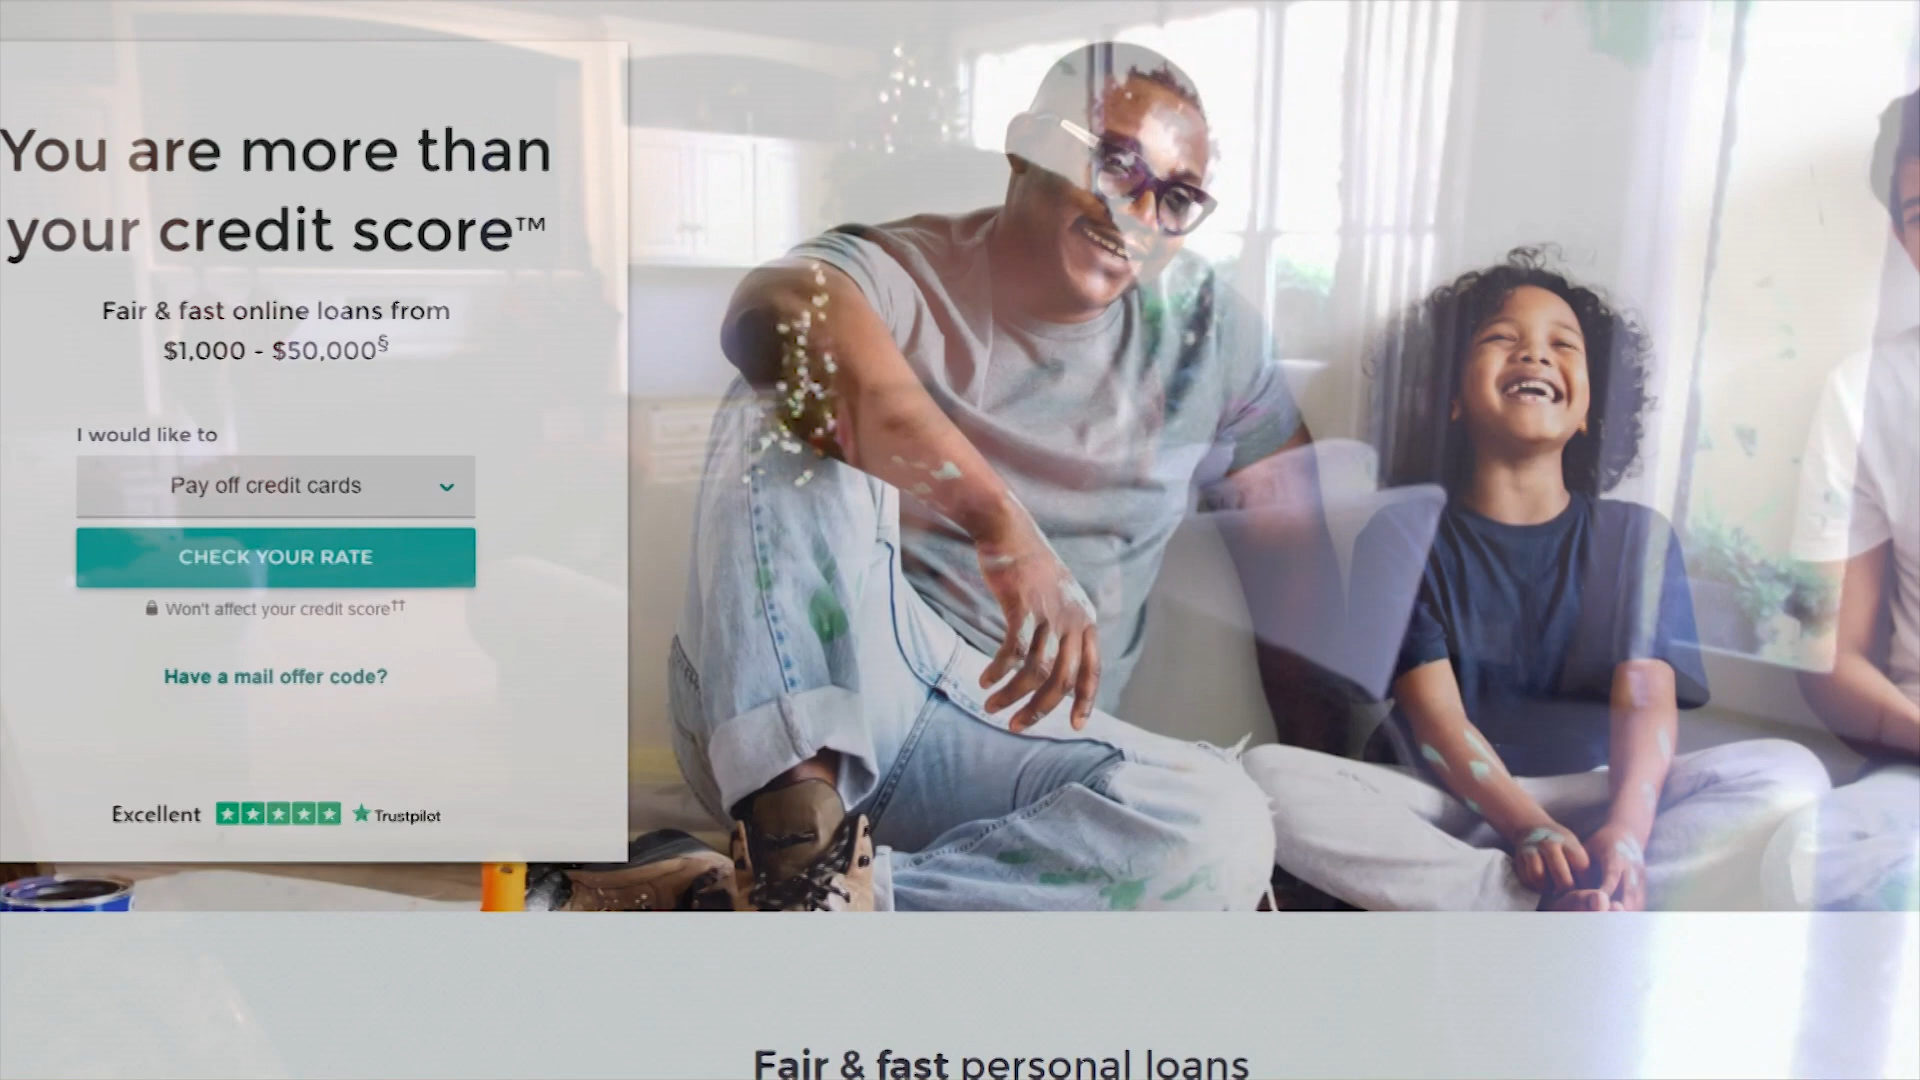 You are more than
your credit score™
Fair & fast online loans from
$1,000 - $50,000§
I would like to
Pay off credit cards
CHECK YOUR RATE
Won't affect your credit score††
Have a mail offer code?
Excellent
Trustpilot
Fair & fast personal loans